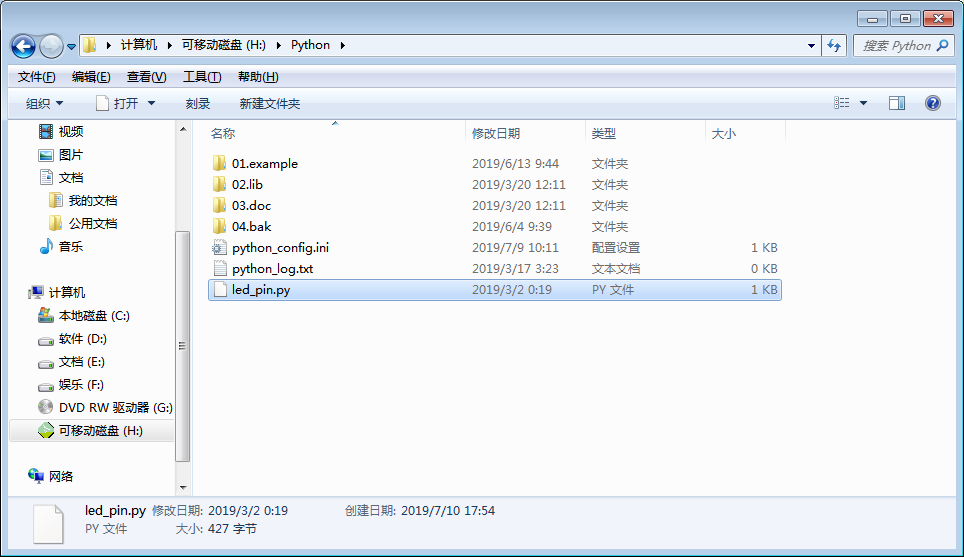 计算机 可移动磁盘 (H:) Python 搜索 Python
文件(F) 编辑(E) 查看(V) 工具(T) 帮助(H)
组织 打开 刻录 新建文件夹
视频
图片
文档
我的文档
公用文档
音乐
计算机
本地磁盘 (C:)
软件 (D:)
文档 (E:)
娱乐 (F:)
DVD RW 驱动器 (G:)
可移动磁盘 (H:)
网络
名称 修改日期 类型 大小
01.example 2019/6/13 9:44 文件夹
02.lib 2019/3/20 12:11 文件夹
03.doc 2019/3/20 12:11 文件夹
04.bak 2019/6/4 9:39 文件夹
python_config.ini 2019/7/9 10:11 配置设置 1 KB
python_log.txt 2019/3/17 3:23 文本文档 0 KB
led_pin.py 2019/3/2 0:19 PY 文件 1 KB
led_pin.py 修改日期: 2019/3/2 0:19 创建日期: 2019/7/10 17:54
PY 文件 大小: 427 字节